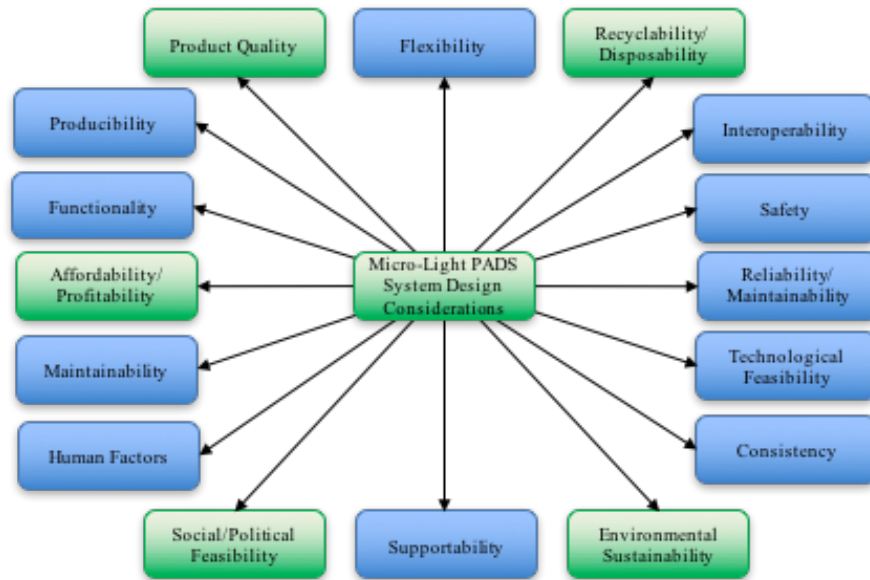 Product Quality
Flexibility
Recyclability/
Disposability
Producibility
Interoperability
Functionality
Safety
Affordability/
Profitability
Micro-Light PADS
System Design
Considerations
Reliability/
Maintainability
Maintainability
Technological
Feasibility
Human Factors
Consistency
Social/Political
Feasibility
Supportability
Environmental
Sustainability